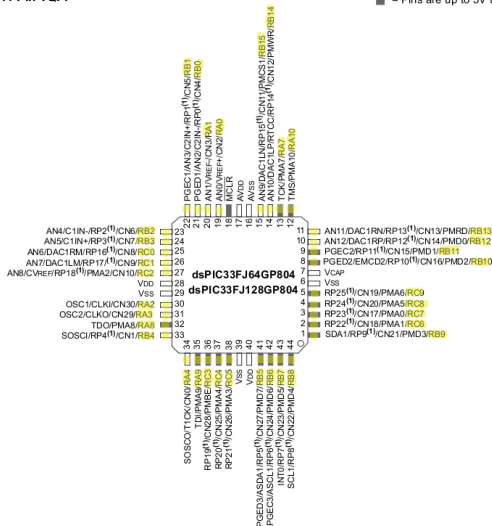 = Pins are up to 5V t
PGEC1/AN3/C2IN+/RP1(1)/CN5/RB1
PGED1/AN2/C2IN-/RP0(1)/CN4/RB0
AN1/VREF-/CN3/RA1
AN0/VREF+/CN2/RA0
MCLR
AVDD
AVSS
AN9/DAC1LN/RP15(1)/CN11/PMCS1/RB15
AN10/DAC1LP/RTCC/RP14(1)/CN12/PMWR/RB14
TCK/PMA7/RA7
TMS/PMA10/RA10
22 21 20 19 18 17 16 15 14 13 12
AN4/C1IN-/RP2(1)/CN6/RB2 23
AN5/C1IN+/RP3(1)/CN7/RB3 24
AN6/DAC1RM/RP16(1)/CN8/RC0 25
AN7/DAC1LM/RP17(1)/CN9/RC1 26
AN8/CVREF/RP18(1)/PMA2/CN10/RC2 27
VDD 28
VSS 29
OSC1/CLKI/CN30/RA2 30
OSC2/CLKO/CN29/RA3 31
TDO/PMA8/RA8 32
SOSCI/RP4(1)/CN1/RB4 33
dsPIC33FJ64GP804
dsPIC33FJ128GP804
11 AN11/DAC1RN/RP13(1)/CN13/PMRD/RB13
10 AN12/DAC1RP/RP12(1)/CN14/PMD0/RB12
9 PGEC2/RP11(1)/CN15/PMD1/RB11
8 PGED2/EMCD2/RP10(1)/CN16/PMD2/RB10
7 VCAP
6 VSS
5 RP25(1)/CN19/PMA6/RC9
4 RP24(1)/CN20/PMA5/RC8
3 RP23(1)/CN17/PMA0/RC7
2 RP22(1)/CN18/PMA1/RC6
1 SDA1/RP9(1)/CN21/PMD3/RB9
34 35 36 37 38 39 40 41 42 43 44
SOSCO/T1CK/CN0/RA4
TDI/PMA9/RA9
RP19(1)/CN28/PMBE/RC3
RP20(1)/CN25/PMA4/RC4
RP21(1)/CN26/PMA3/RC5
VSS
VDD
PGED3/ASDA1/RP5(1)/CN27/PMD7/RB5
PGEC3/ASCL1/RP6(1)/CN24/PMD6/RB6
INT0/RP7(1)/CN23/PMD5/RB7
SCL1/RP8(1)/CN22/PMD4/RB8